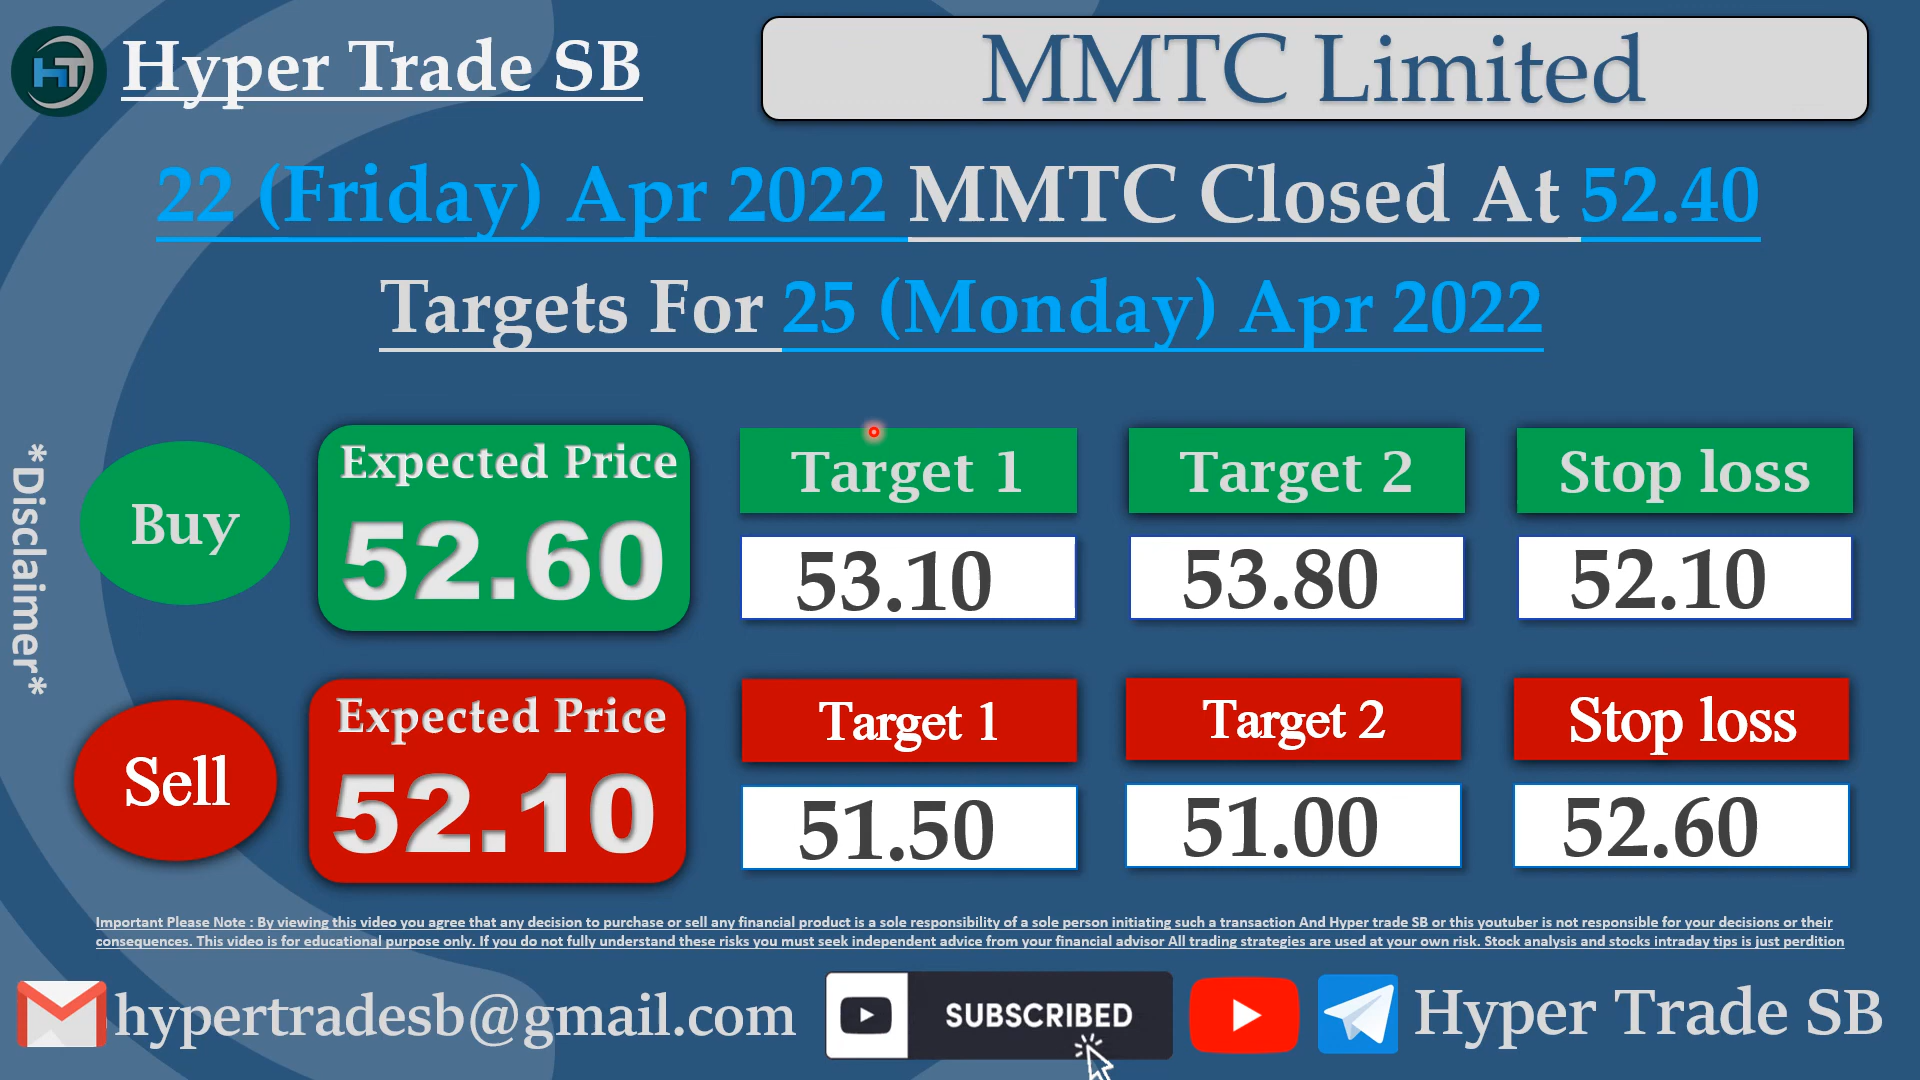 HT
Hyper Trade SB
MMTC Limited
22 (Friday) Apr 2022 MMTC Closed At 52.40
Targets For 25 (Monday) Apr 2022
*Disclaimer*
Buy
Expected Price
52.60
Target 1
53.10
Target 2
53.80
Stop loss
52.10
Sell
Expected Price
52.10
Target 1
51.50
Target 2
51.00
Stop loss
52.60
Important Please Note : By viewing this video you agree that any decision to purchase or sell any financial product is a sole responsibility of a sole person initiating such a transaction And Hyper trade SB or this youtuber is not responsible for your decisions or their
consequences. This video is for educational purpose only. If you do not fully understand these risks you must seek independent advice from your financial advisor All trading strategies are used at your own risk. Stock analysis and stocks intraday tips is just perdition
hypertradesb@gmail.com
SUBSCRIBED
Hyper Trade SB